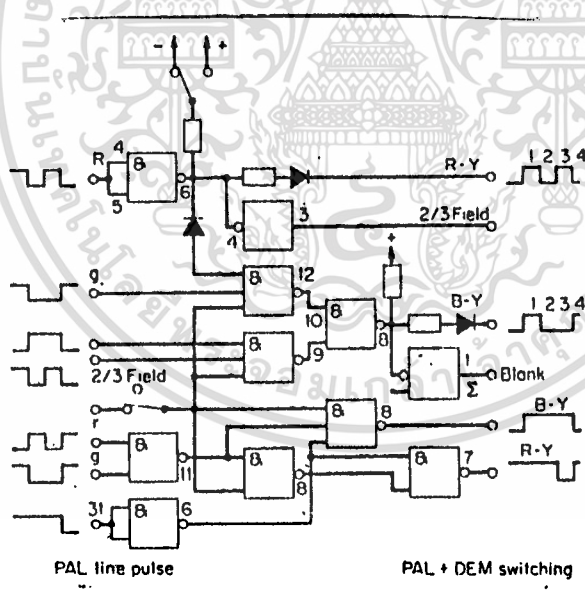 - +
R 4 & 6 R-Y 1 2 3 4
5 3 2/3 Field
4
g & 12 +
10 & 8 B-Y 1 2 3 4
& 9
2/3 Field 1 Blank
Σ
r & 8 B-Y
& 11
g & 8 & 7 R-Y
31 & 6
PAL line pulse PAL + DEM switching